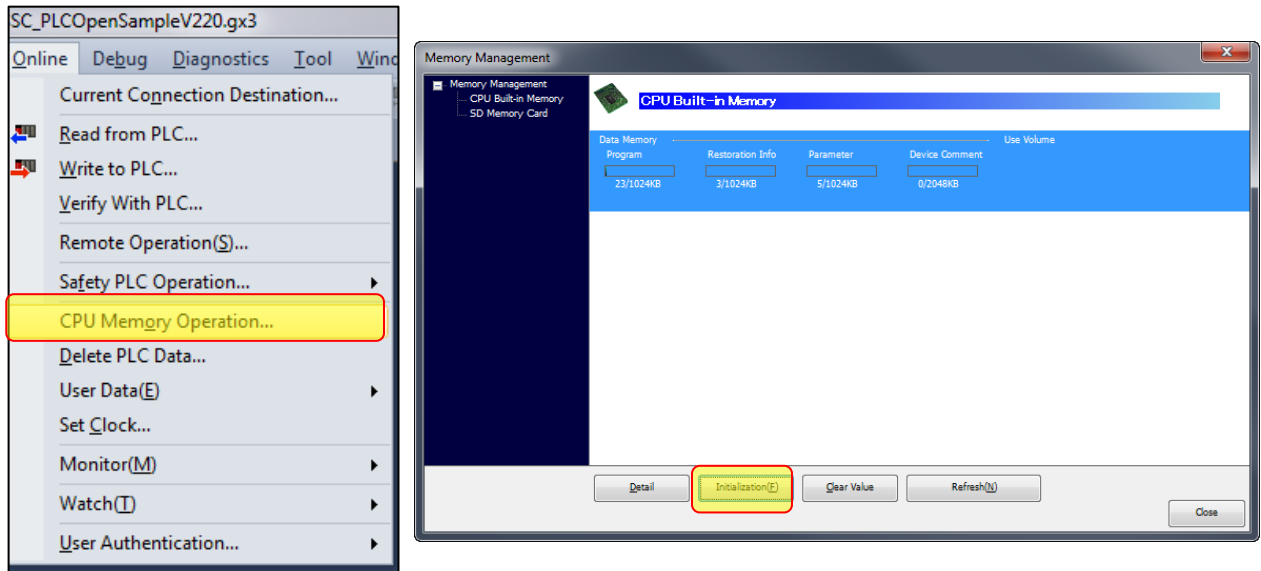 SC_PLCOpenSampleV220.gx3
Online Debug Diagnostics Tool
Current Connection Destination...
Read from PLC...
Write to PLC...
Verify With PLC...
Remote Operation(S)...
Safety PLC Operation...
CPU Memory Operation...
Delete PLC Data...
User Data(E)
Set Clock...
Monitor(M)
Watch(T)
User Authentication...
Memory Management
Memory Management
CPU Built-in Memory
SD Memory Card
CPU Built-in Memory
Data Memory Use Volume
Program Restoration Info Parameter Device Comment
23/1024KB 3/1024KB 5/1024KB 0/2048KB
Detail Initialization(F) Clear Value Refresh(N)
Close